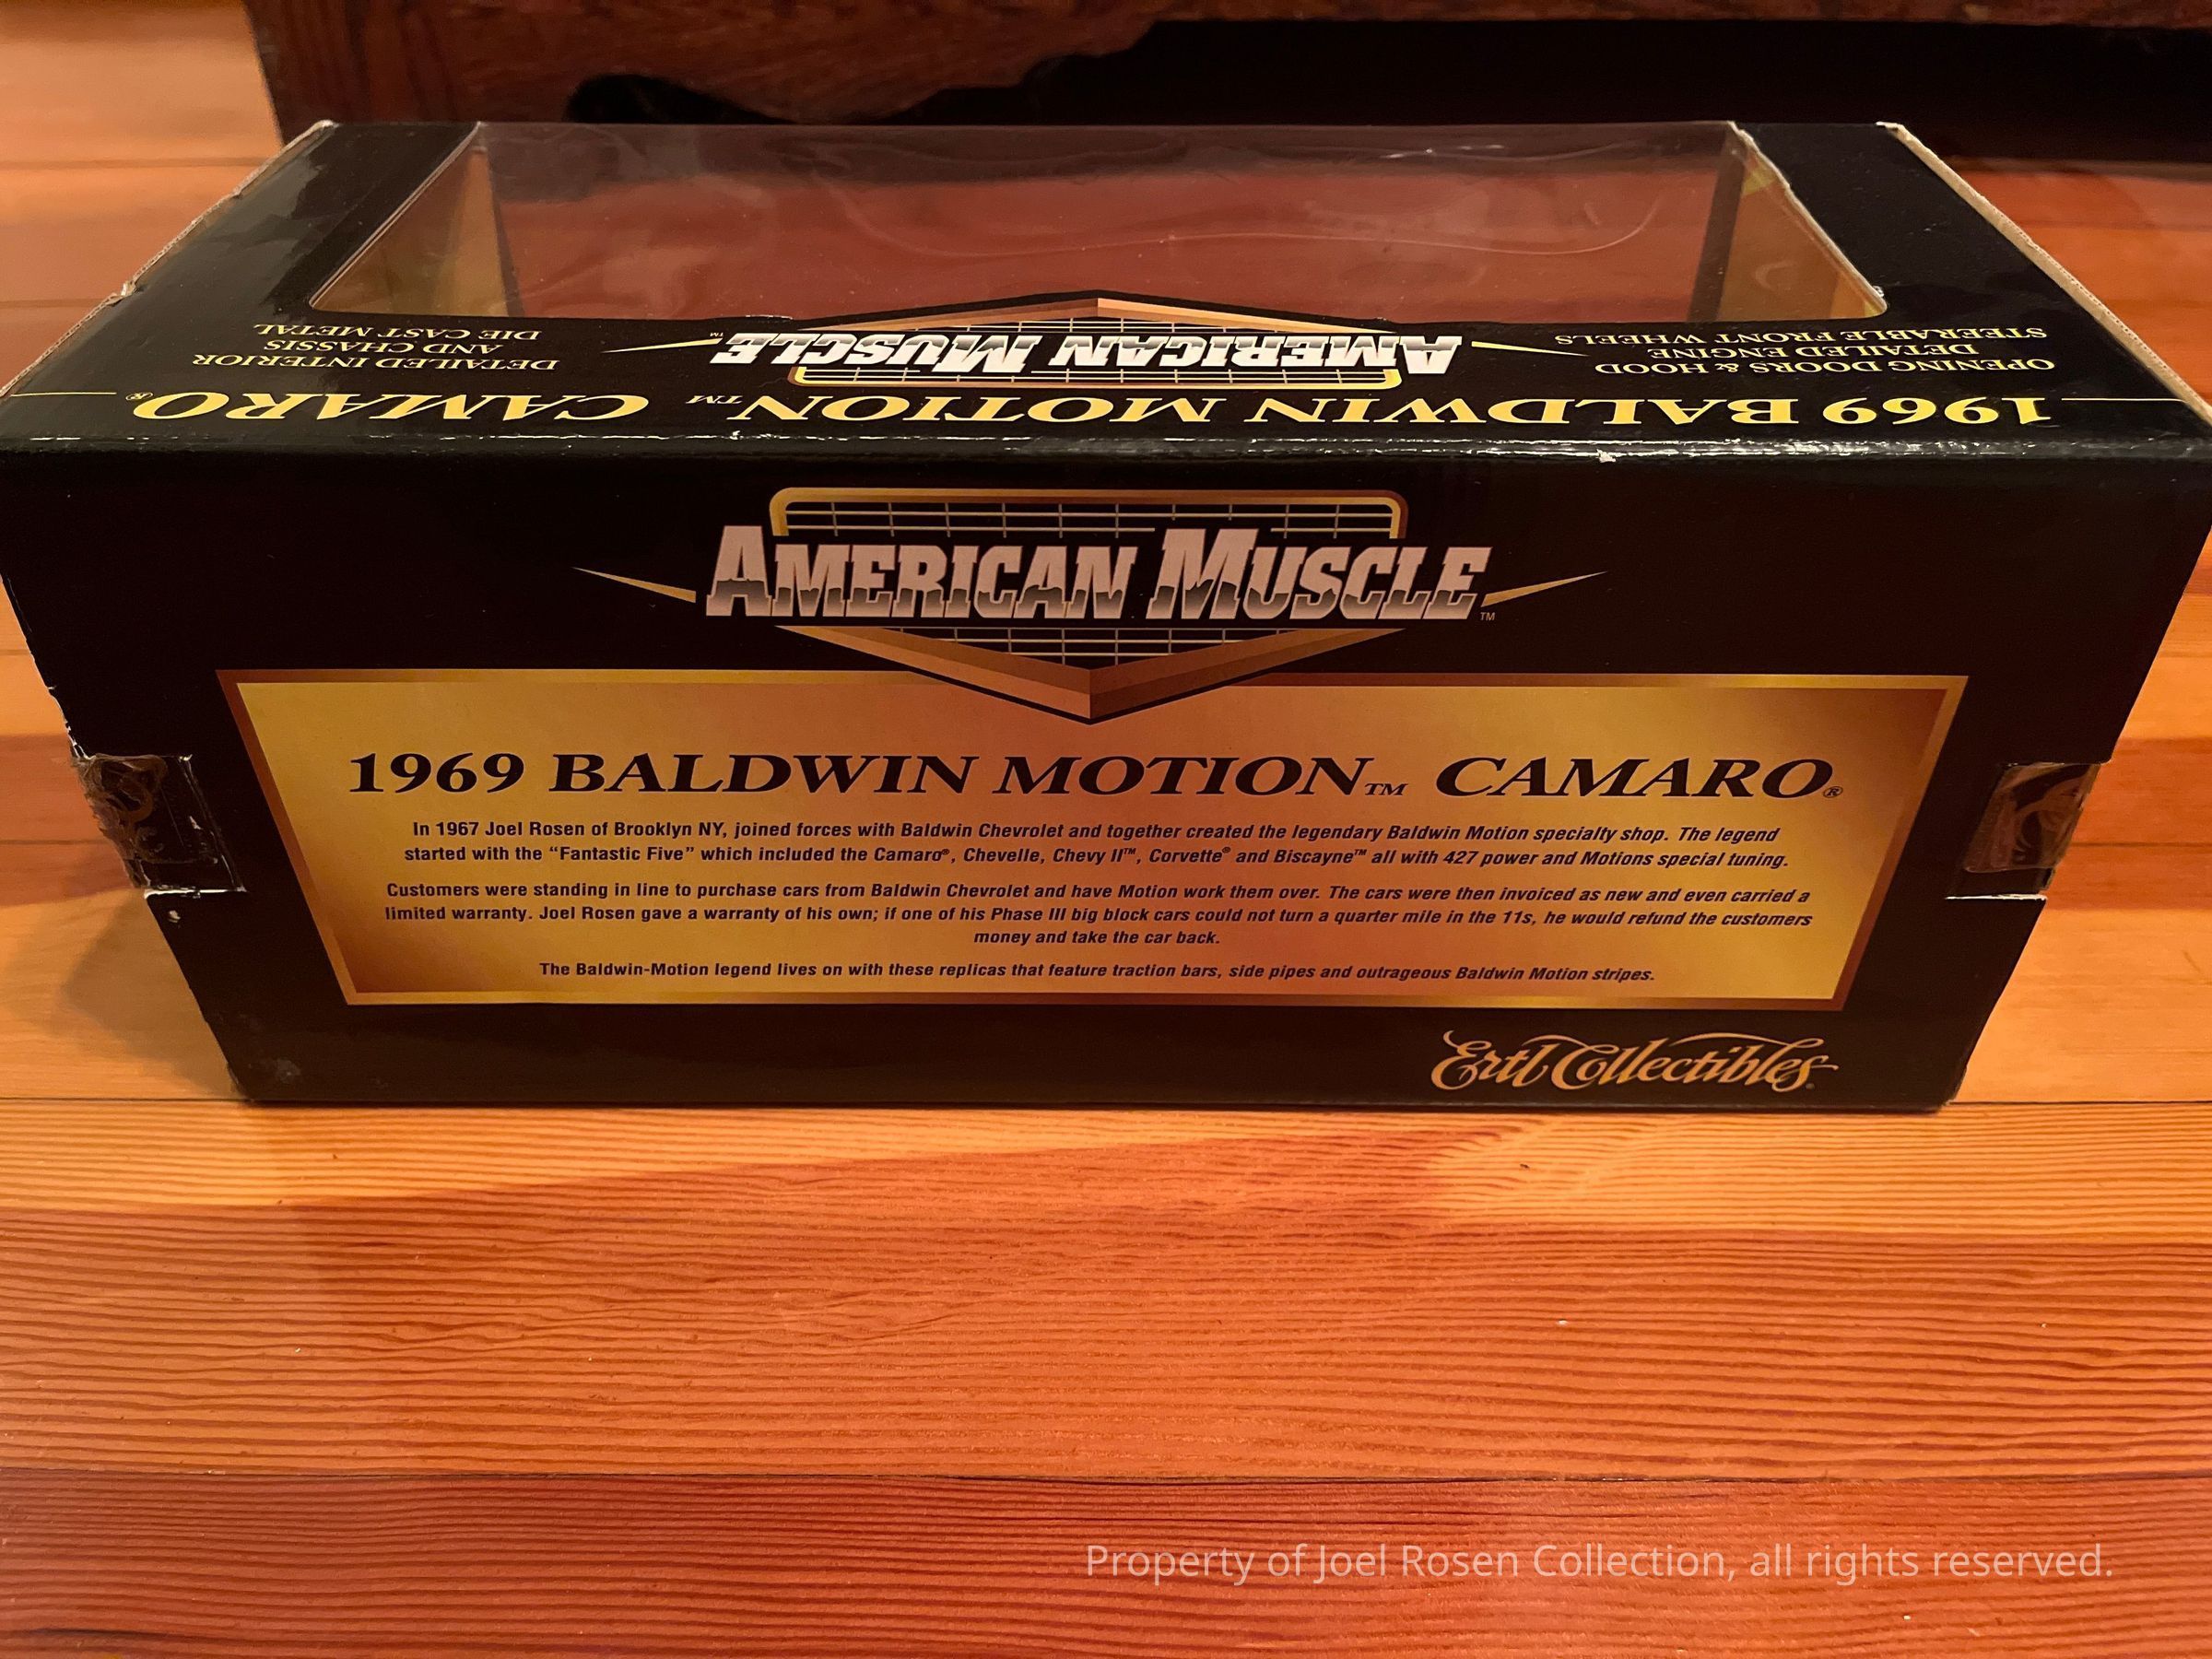 DETAILED INTERIOR
AND CHASSIS
DIE CAST METAL
AMERICAN MUSCLE™
OPENING DOORS & HOOD
DETAILED ENGINE
STEERABLE FRONT WHEELS
1969 BALDWIN MOTION™ CAMARO®
AMERICAN MUSCLE™
1969 BALDWIN MOTION™ CAMARO®
In 1967 Joel Rosen of Brooklyn NY, joined forces with Baldwin Chevrolet and together created the legendary Baldwin Motion specialty shop. The legend
started with the “Fantastic Five” which included the Camaro®, Chevelle, Chevy II™, Corvette® and Biscayne™ all with 427 power and Motions special tuning.
Customers were standing in line to purchase cars from Baldwin Chevrolet and have Motion work them over. The cars were then invoiced as new and even carried a
limited warranty. Joel Rosen gave a warranty of his own; if one of his Phase III big block cars could not turn a quarter mile in the 11s, he would refund the customers
money and take the car back.
The Baldwin-Motion legend lives on with these replicas that feature traction bars, side pipes and outrageous Baldwin Motion stripes.
Ertl Collectibles®
Property of Joel Rosen Collection, all rights reserved.